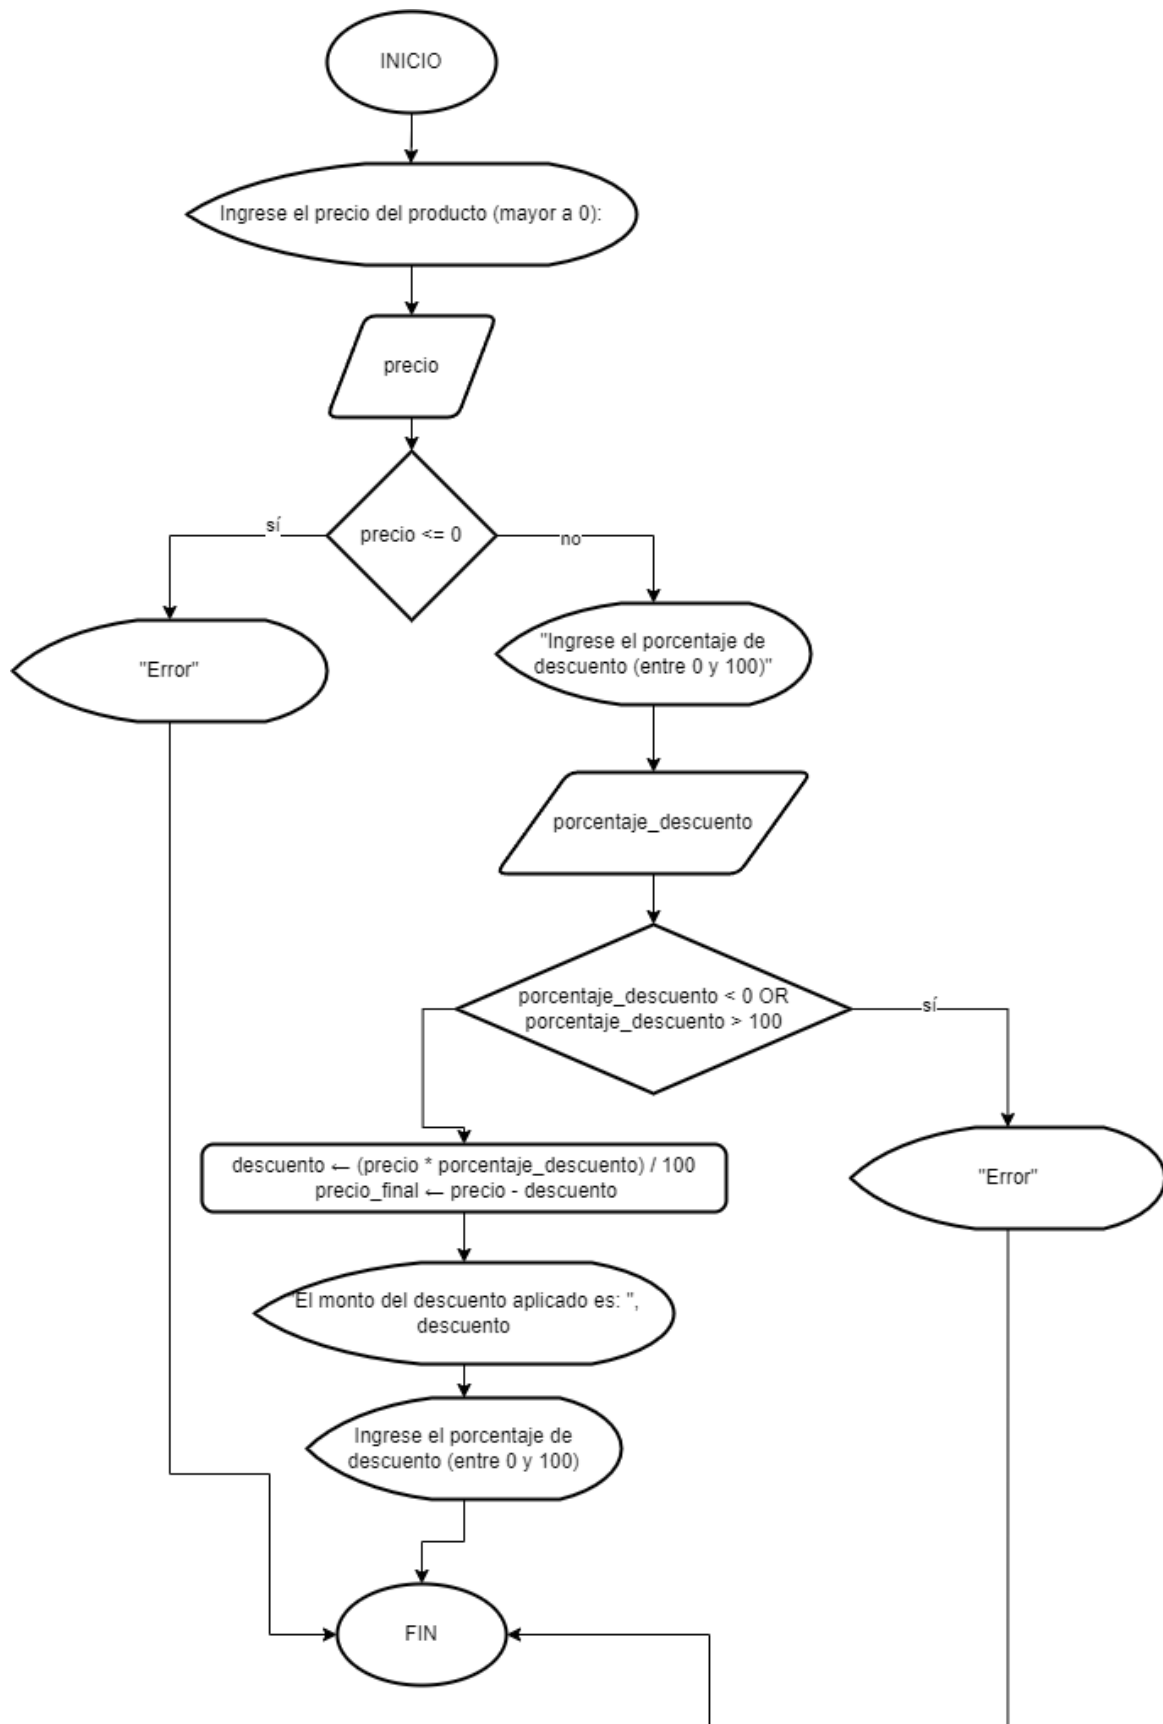 INICIO
Ingrese el precio del producto (mayor a 0):
precio
precio <= 0
sí
no
"Error"
"Ingrese el porcentaje de
descuento (entre 0 y 100)"
porcentaje_descuento
porcentaje_descuento < 0 OR
porcentaje_descuento > 100
sí
descuento ← (precio * porcentaje_descuento) / 100
precio_final ← precio - descuento
"Error"
"El monto del descuento aplicado es: ",
descuento
Ingrese el porcentaje de
descuento (entre 0 y 100)
FIN